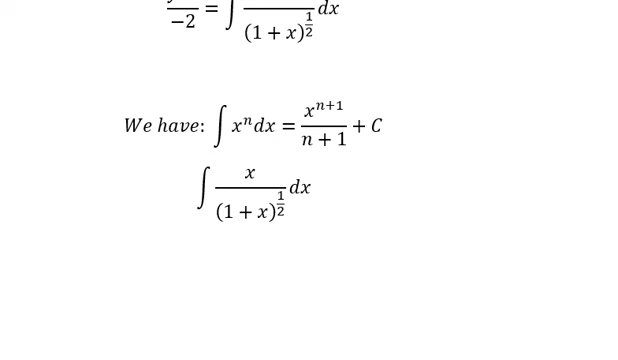 /-2 = ∫ /(1 + x)^(1/2) dx
We have: ∫ x^n dx = x^(n+1)/(n + 1) + C
∫ x/(1 + x)^(1/2) dx